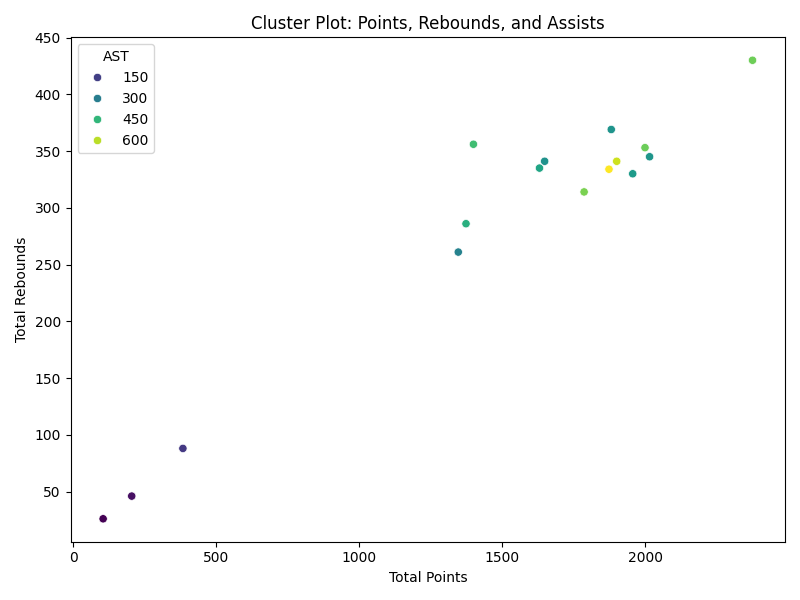 Cluster Plot: Points, Rebounds, and Assists
AST
150
300
450
600
450
400
350
300
250
200
150
100
50
Total Rebounds
0 500 1000 1500 2000
Total Points